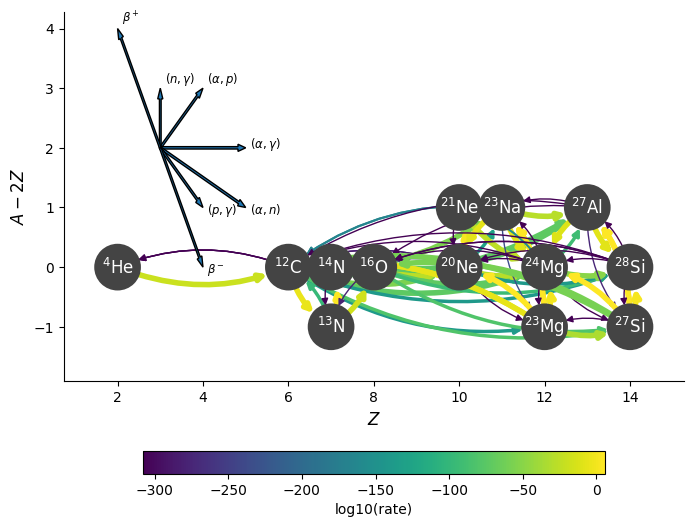 4
3
2
1
0
−1
A − 2Z
β⁺
(n, γ)
(α, p)
(α, γ)
(p, γ)
(α, n)
β⁻
²¹Ne
²³Na
²⁷Al
⁴He
¹²C
¹⁴N
¹⁶O
²⁰Ne
²⁴Mg
²⁸Si
¹³N
²³Mg
²⁷Si
2 4 6 8 10 12 14
Z
−300 −250 −200 −150 −100 −50 0
log10(rate)